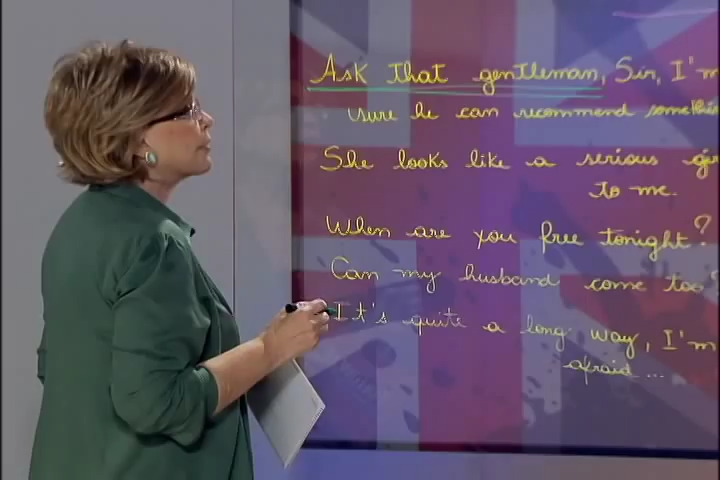 Ask that gentleman, Sir, I'm
sure he can recommend
She looks like a serious
to me.
When are you free tonight?
Can my husband come too?
It's quite a long way, I'm
afraid...